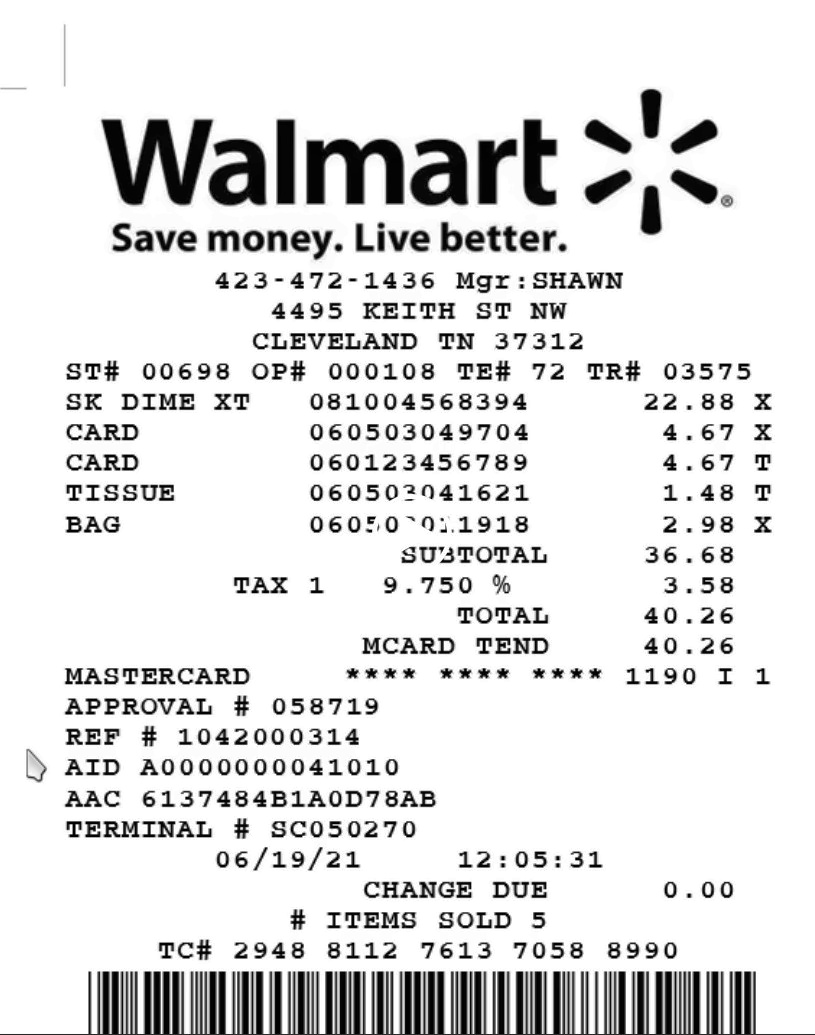 Walmart
Save money. Live better.
423-472-1436 Mgr:SHAWN
4495 KEITH ST NW
CLEVELAND TN 37312
ST# 00698 OP# 000108 TE# 72 TR# 03575
SK DIME XT 081004568394 22.88 X
CARD 060503049704 4.67 X
CARD 060123456789 4.67 T
TISSUE 060503041621 1.48 T
BAG 2.98 X
SUBTOTAL 36.68
TAX 1 9.750 % 3.58
TOTAL 40.26
MCARD TEND 40.26
MASTERCARD **** **** **** 1190 I 1
APPROVAL # 058719
REF # 1042000314
AID A0000000041010
AAC 6137484B1A0D78AB
TERMINAL # SC050270
06/19/21 12:05:31
CHANGE DUE 0.00
# ITEMS SOLD 5
TC# 2948 8112 7613 7058 8990